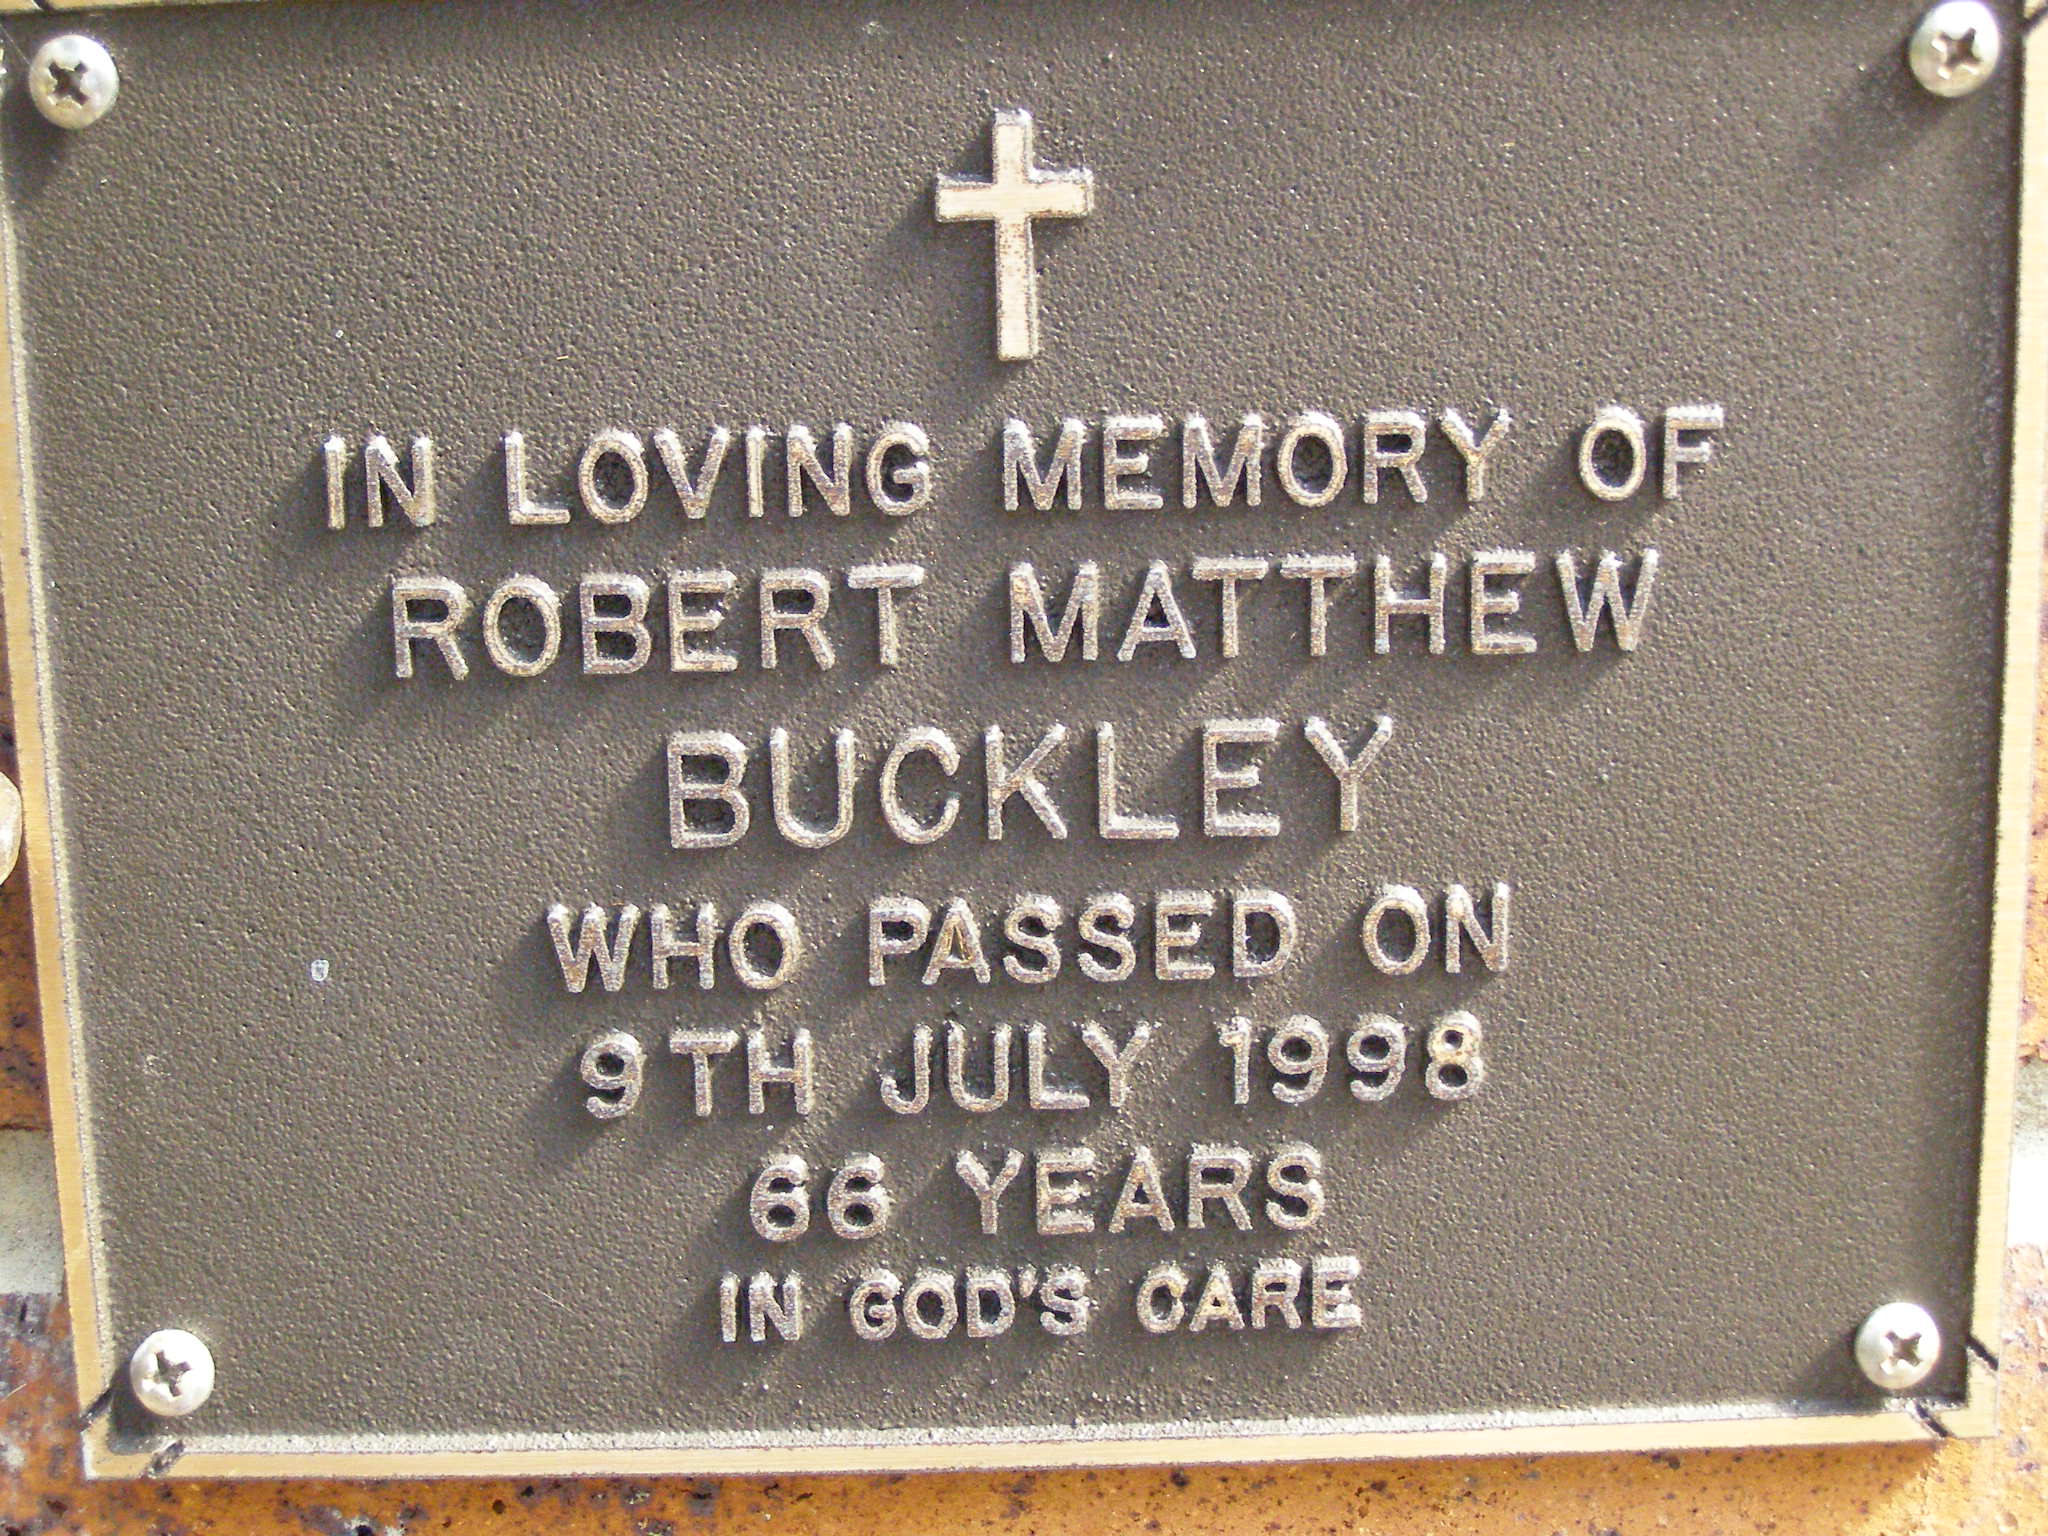 IN LOVING MEMORY OF
ROBERT MATTHEW
BUCKLEY
WHO PASSED ON
9TH JULY 1998
66 YEARS
IN GOD'S CARE